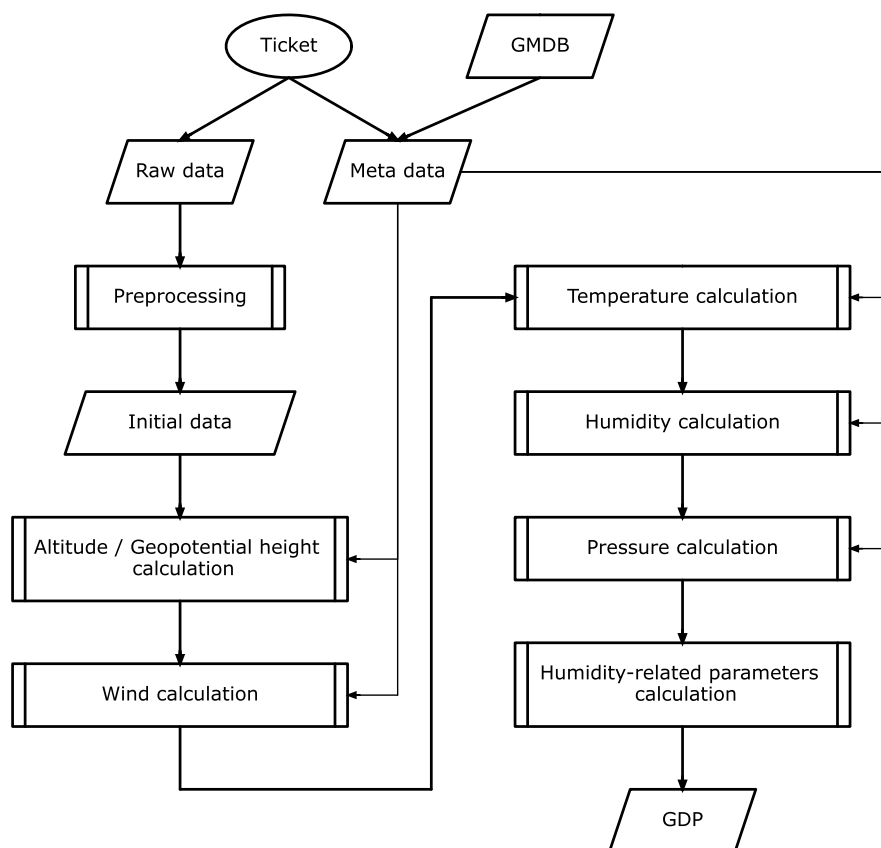 Ticket
GMDB
Raw data
Meta data
Preprocessing
Initial data
Altitude / Geopotential height
calculation
Wind calculation
Temperature calculation
Humidity calculation
Pressure calculation
Humidity-related parameters
calculation
GDP